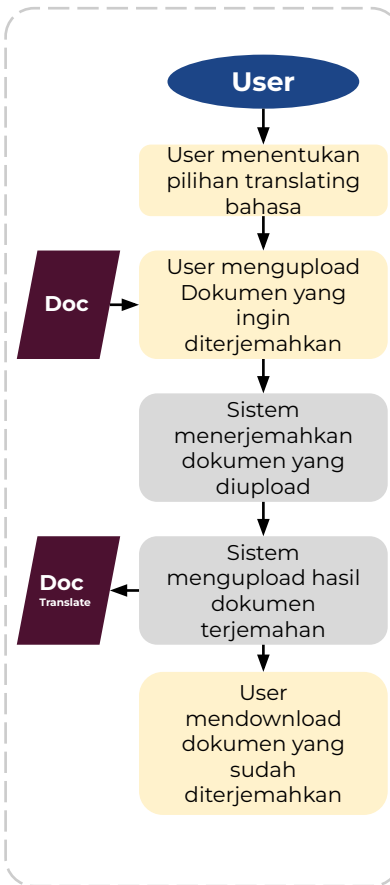 User
User menentukan
pilihan translating
bahasa
User mengupload
Dokumen yang
ingin
diterjemahkan
Doc
Sistem
menerjemahkan
dokumen yang
diupload
Sistem
mengupload hasil
dokumen
terjemahan
Doc
Translate
User
mendownload
dokumen yang
sudah
diterjemahkan